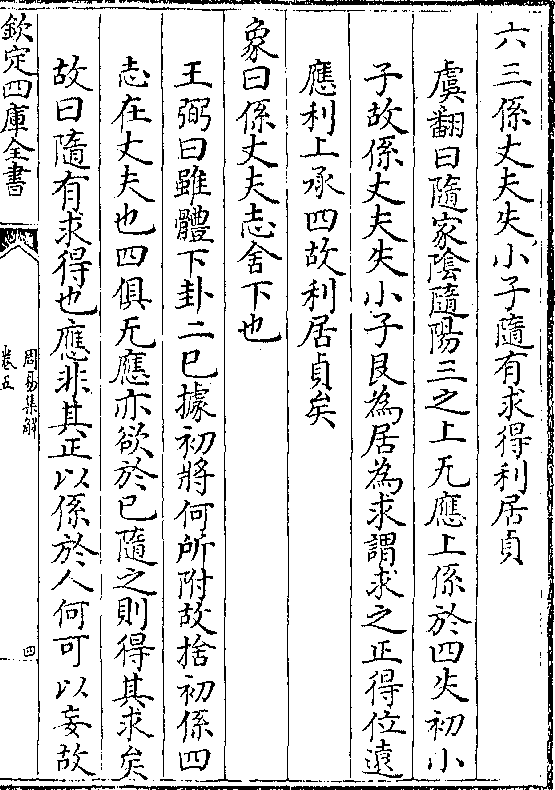 六三係丈夫失小子隨有求得利居貞
虞翻曰隨家陰隨陽三之上无應上係於四失初小
子故係丈夫失小子艮為居為求謂求之正得位遠
應利上承四故利居貞矣
象曰係丈夫志舍下也
王弼曰雖體下卦二已據初將何所附故捨初係四
志在丈夫也四俱无應亦欲於已隨之則得其求矣
故曰隨有求得也應非其正以係於人何可以妄故
欽定四庫全書
周易集解
卷五
四